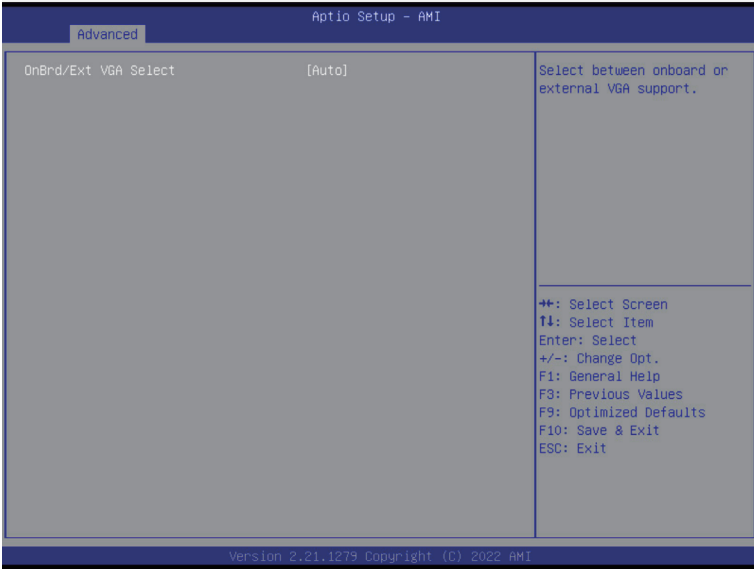 Aptio Setup - AMI
Advanced
OnBrd/Ext VGA Select [Auto]
Select between onboard or
external VGA support.
→←: Select Screen
↑↓: Select Item
Enter: Select
+/-: Change Opt.
F1: General Help
F3: Previous Values
F9: Optimized Defaults
F10: Save & Exit
ESC: Exit
Version 2.21.1279 Copyright (C) 2022 AMI